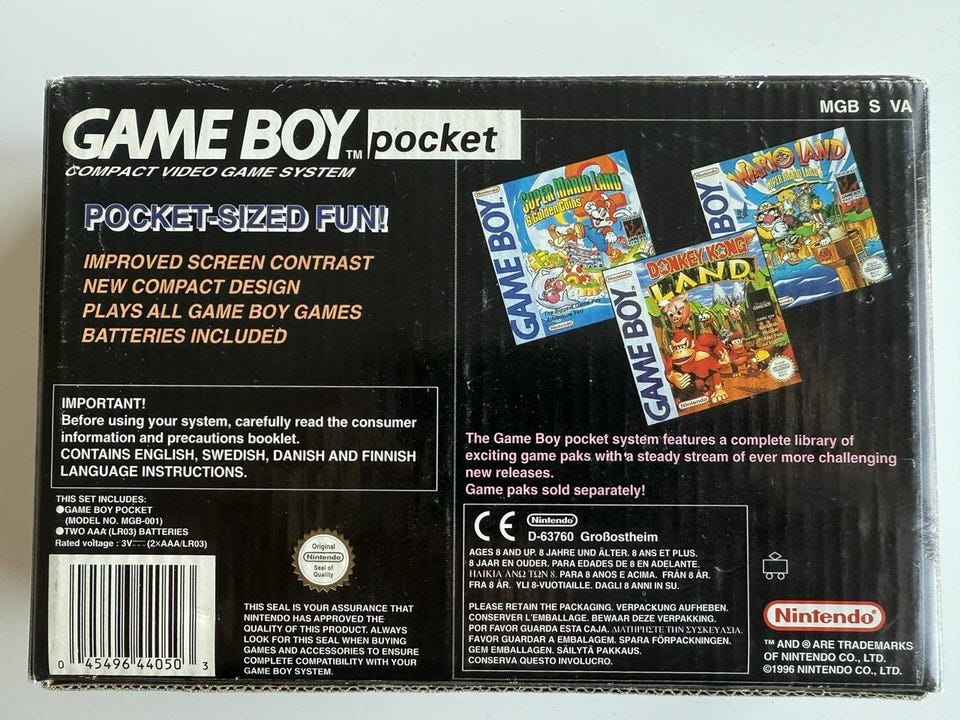 GAME BOY™ pocket
COMPACT VIDEO GAME SYSTEM
MGB S VA
POCKET-SIZED FUN!
IMPROVED SCREEN CONTRAST
NEW COMPACT DESIGN
PLAYS ALL GAME BOY GAMES
BATTERIES INCLUDED
Nintendo
GAME BOY™
SUPER MARIO LAND
2
6 Golden Coins
Nintendo
BOY
WARIO LAND
SUPER MARIO LAND 3
Nintendo
GAME BOY™
DONKEY KONG
LAND
Nintendo
IMPORTANT!
Before using your system, carefully read the consumer
information and precautions booklet.
CONTAINS ENGLISH, SWEDISH, DANISH AND FINNISH
LANGUAGE INSTRUCTIONS.
The Game Boy pocket system features a complete library of
exciting game paks with a steady stream of ever more challenging
new releases.
Game paks sold separately!
THIS SET INCLUDES:
●GAME BOY POCKET
(MODEL NO. MGB-001)
●TWO AAA (LR03) BATTERIES
Rated voltage : 3V⎓(2×AAA/LR03)
0 45496 44050 3
Original
Nintendo
Seal of
Quality
THIS SEAL IS YOUR ASSURANCE THAT
NINTENDO HAS APPROVED THE
QUALITY OF THIS PRODUCT. ALWAYS
LOOK FOR THIS SEAL WHEN BUYING
GAMES AND ACCESSORIES TO ENSURE
COMPLETE COMPATIBILITY WITH YOUR
GAME BOY SYSTEM.
CE Nintendo
D-63760 Großostheim
AGES 8 AND UP. 8 JAHRE UND ÄLTER. 8 ANS ET PLUS.
8 JAAR EN OUDER. PARA EDADES DE 8 EN ADELANTE.
ΗΛΙΚΙΑ ΑΝΩ ΤΩΝ 8. PARA 8 ANOS E ACIMA. FRÅN 8 ÅR.
FRA 8 ÅR. YLI 8-VUOTIAILLE. DAGLI 8 ANNI IN SU.
PLEASE RETAIN THE PACKAGING. VERPACKUNG AUFHEBEN.
CONSERVER L'EMBALLAGE. BEWAAR DEZE VERPAKKING.
POR FAVOR GUARDA ESTA CAJA. ΔΙΑΤΗΡΗΣΤΕ ΤΗΝ ΣΥΣΚΕΥΑΣΙΑ.
FAVOR GUARDAR A EMBALAGEM. SPARA FÖRPACKNINGEN.
GEM EMBALLAGEN. SÄILYTÄ PAKKAUS.
CONSERVA QUESTO INVOLUCRO.
Nintendo®
™ AND ® ARE TRADEMARKS
OF NINTENDO CO., LTD.
©1996 NINTENDO CO., LTD.